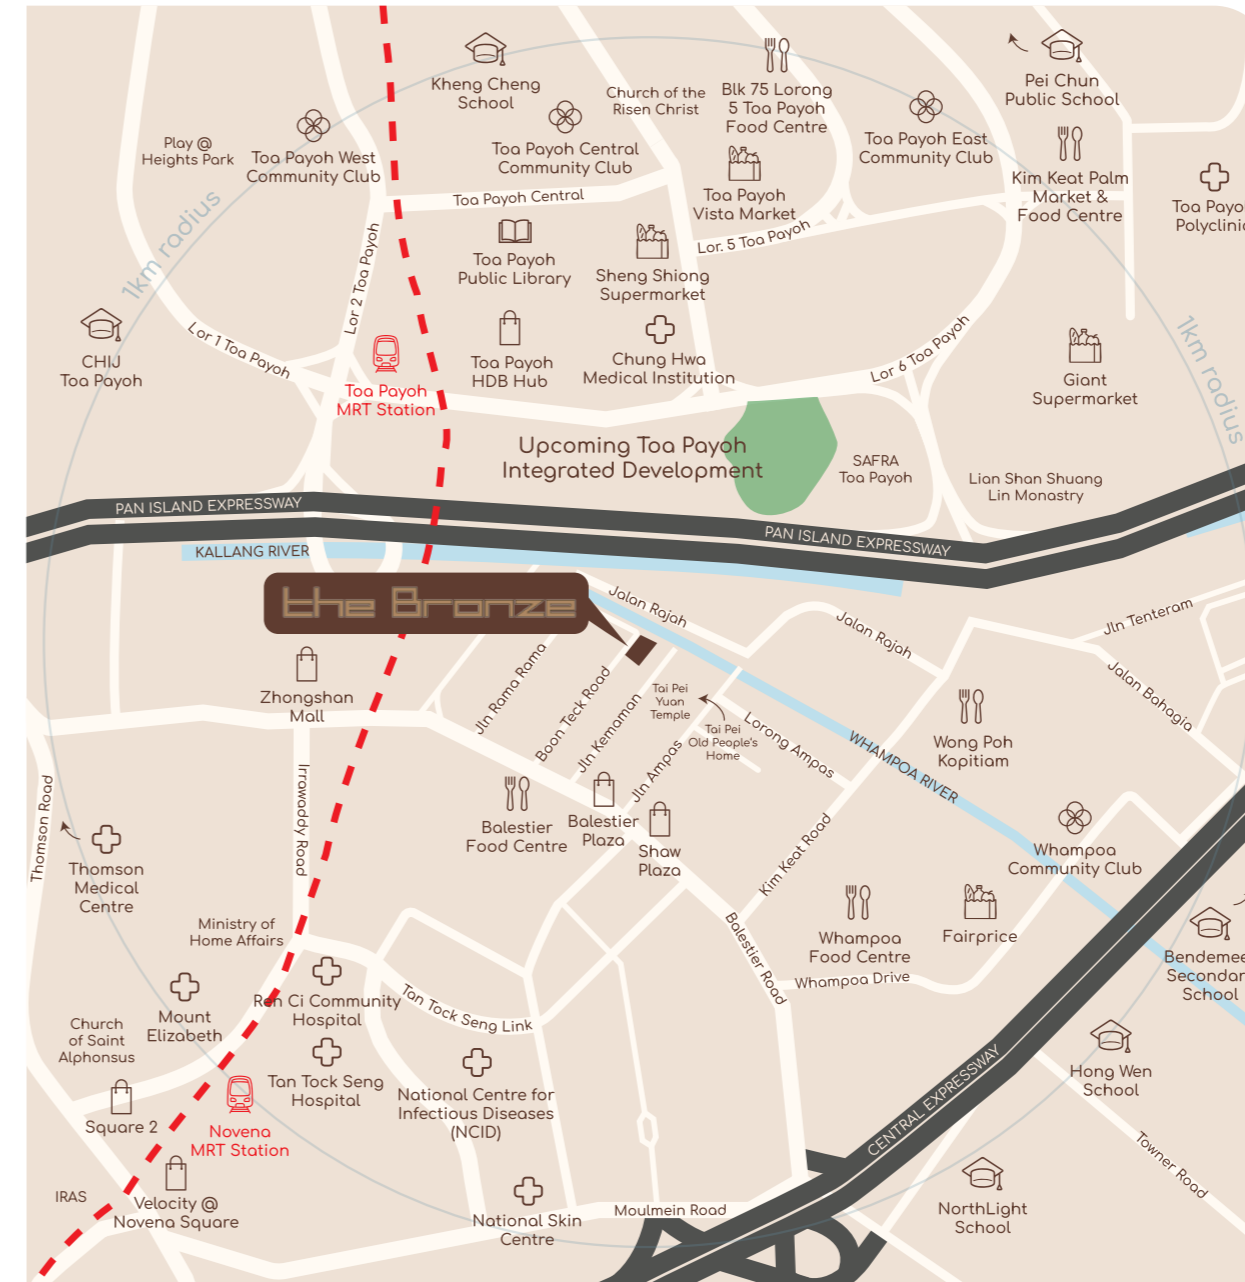 Kheng Cheng
School
Church of the
Risen Christ
Blk 75 Lorong
5 Toa Payoh
Food Centre
Pei Chun
Public School
Play @
Heights Park
Toa Payoh West
Community Club
Toa Payoh Central
Community Club
Toa Payoh East
Community Club
Kim Keat Palm
Market &
Food Centre
Toa Payoh
Vista Market
Toa Payo
Polyclinic
1km radius
Toa Payoh Central
Lor 2 Toa Payoh
Lor. 5 Toa Payoh
Toa Payoh
Public Library
Sheng Shiong
Supermarket
CHIJ
Toa Payoh
Lor 1 Toa Payoh
Toa Payoh
MRT Station
Toa Payoh
HDB Hub
Chung Hwa
Medical Institution
Lor 6 Toa Payoh
Giant
Supermarket
1km radius
Upcoming Toa Payoh
Integrated Development
SAFRA
Toa Payoh
Lian Shan Shuang
Lin Monastry
PAN ISLAND EXPRESSWAY
PAN ISLAND EXPRESSWAY
KALLANG RIVER
the Bronze
Jalan Rajah
Jalan Rajah
Jln Tenteram
Jalan Bahagia
Zhongshan
Mall
Jln Rama Rama
Boon Teck Road
Jln Kemaman
Tai Pei
Yuan
Temple
Tai Pei
Old People's
Home
Jln Ampas
Lorong Ampas
WHAMPOA RIVER
Wong Poh
Kopitiam
Thomson Road
Irrawaddy Road
Balestier
Food Centre
Balestier
Plaza
Shaw
Plaza
Kim Keat Road
Whampoa
Community Club
Thomson
Medical
Centre
Ministry of
Home Affairs
Balestier Road
Whampoa
Food Centre
Fairprice
Whampoa Drive
Bendemee
Secondar
School
Mount
Elizabeth
Ren Ci Community
Hospital
Tan Tock Seng Link
Church
of Saint
Alphonsus
Tan Tock Seng
Hospital
National Centre for
Infectious Diseases
(NCID)
CENTRAL EXPRESSWAY
Hong Wen
School
Square 2
Novena
MRT Station
Towner Road
IRAS
Velocity @
Novena Square
National Skin
Centre
Moulmein Road
NorthLight
School